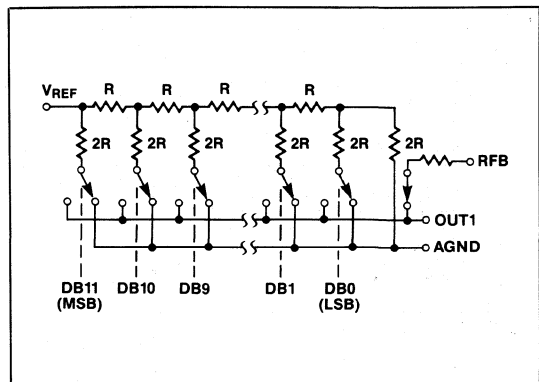 R R R R
VREF
2R 2R 2R 2R 2R 2R RFB
OUT1
AGND
DB11 DB10 DB9 DB1 DB0
(MSB) (LSB)